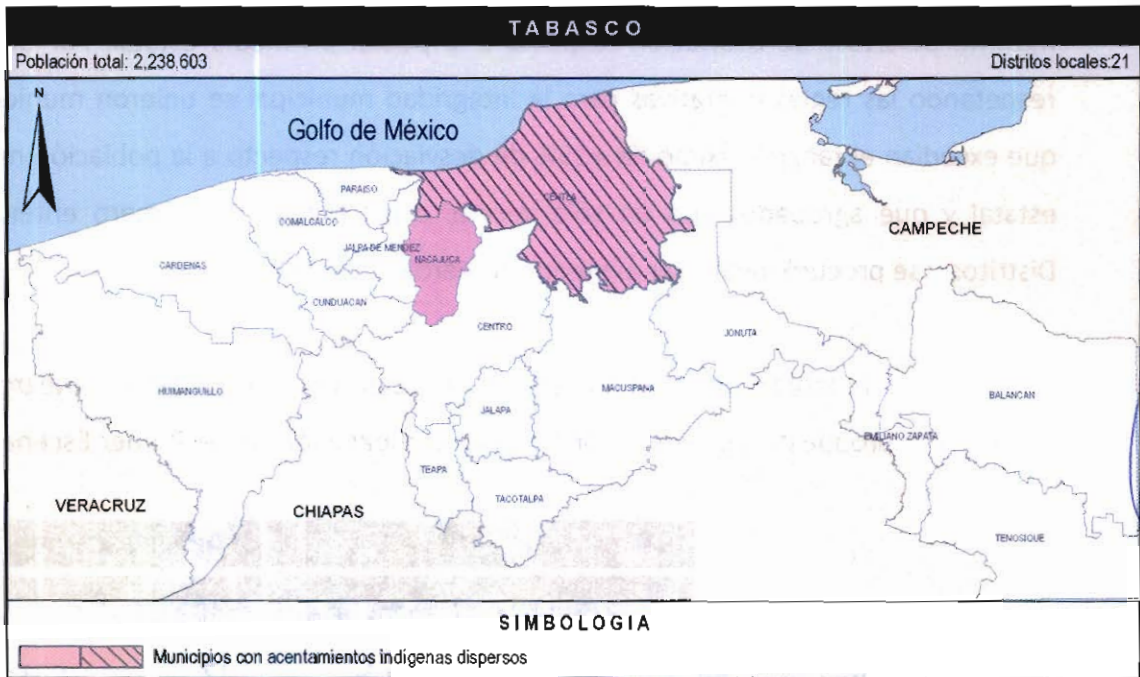 TABASCO
Población total: 2,238,603
Distritos locales:21
N
Golfo de México
PARAISO
COMALCALCO
CENTLA
JALPA DE MENDEZ
NACAJUCA
CAMPECHE
CARDENAS
CUNDUACAN
CENTRO
JONUTA
HUIMANGUILLO
MACUSPANA
JALAPA
BALANCAN
EMILIANO ZAPATA
TEAPA
TACOTALPA
VERACRUZ
CHIAPAS
TENOSIQUE
SIMBOLOGIA
Municipios con acentamientos indígenas dispersos